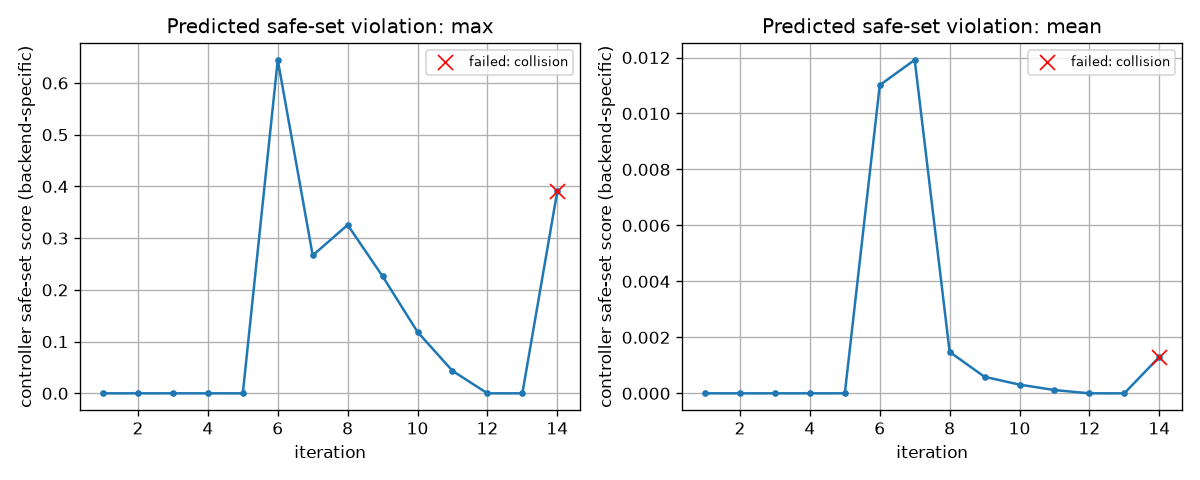 Predicted safe-set violation: max
failed: collision
controller safe-set score (backend-specific)
0.6
0.5
0.4
0.3
0.2
0.1
0.0
2 4 6 8 10 12 14
iteration
Predicted safe-set violation: mean
failed: collision
controller safe-set score (backend-specific)
0.012
0.010
0.008
0.006
0.004
0.002
0.000
2 4 6 8 10 12 14
iteration